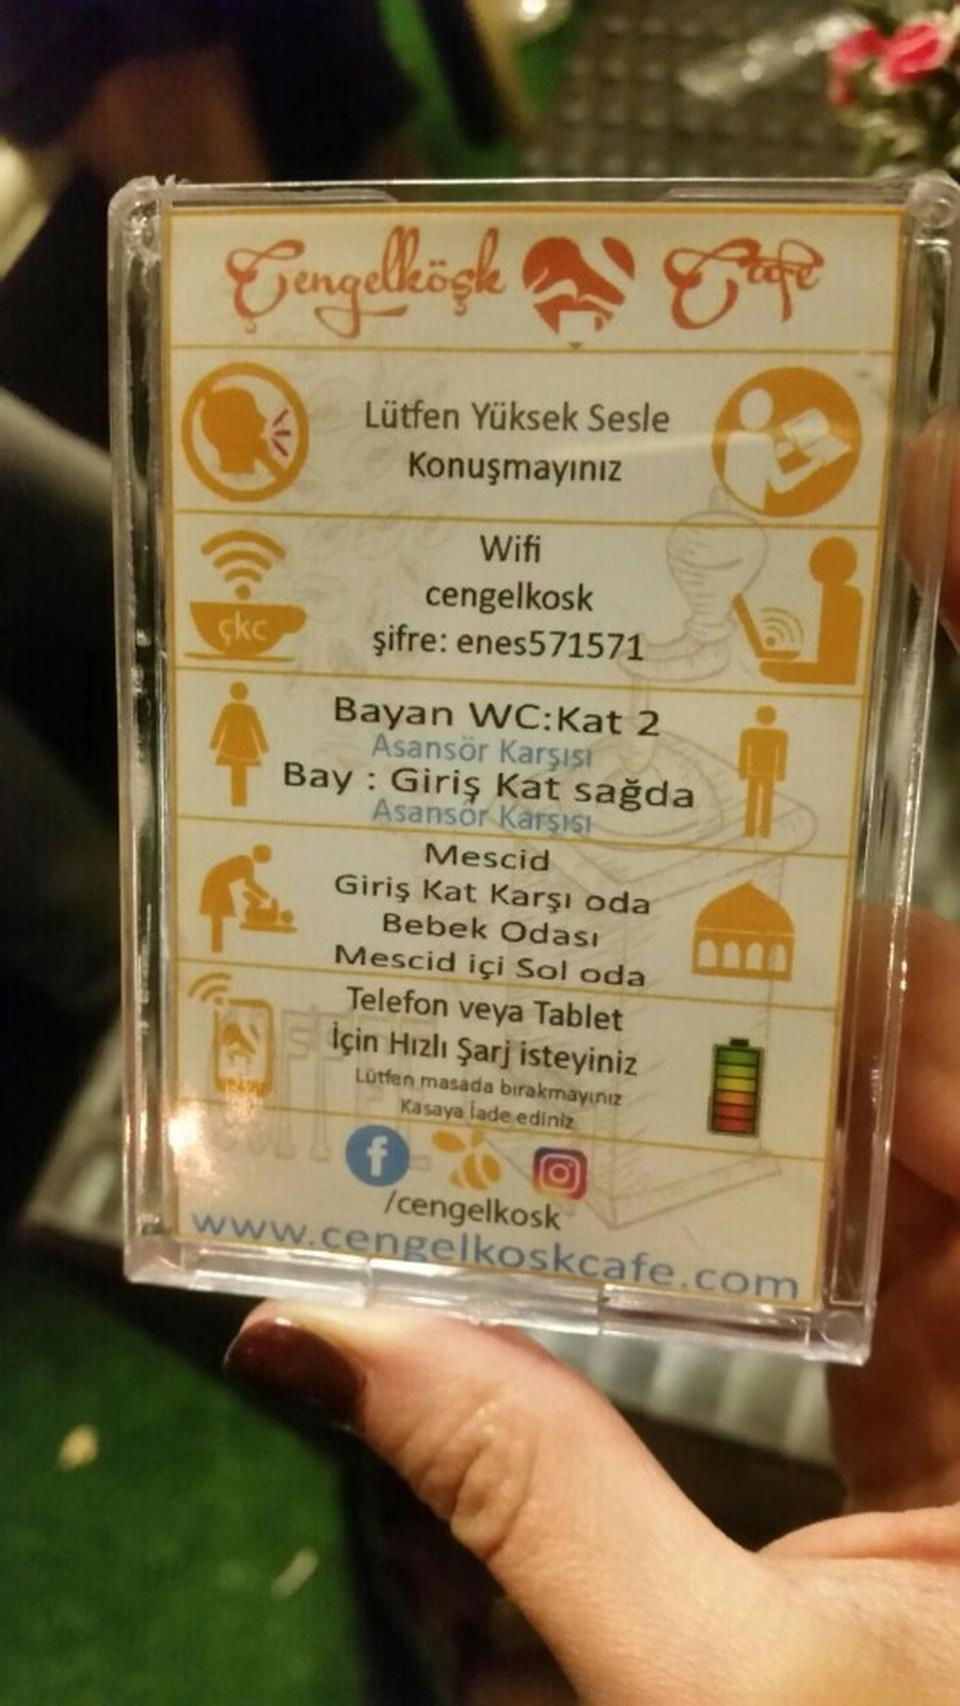 Çengelköşk Cafe
Lütfen Yüksek Sesle
Konuşmayınız
Wifi
cengelkosk
çkc
şifre: enes571571
Bayan WC:Kat 2
Asansör Karşısı
Bay : Giriş Kat sağda
Asansör Karşısı
Mescid
Giriş Kat Karşı oda
Bebek Odası
Mescid içi Sol oda
Telefon veya Tablet
İçin Hızlı Şarj isteyiniz
Lütfen masada bırakmayınız
Kasaya İade ediniz
/cengelkosk
www.cengelkoskcafe.com